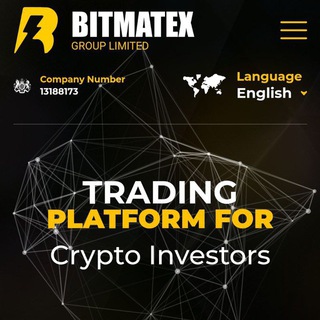 BITMATEX
GROUP LIMITED
Company Number
13188173
Language
English
TRADING
PLATFORM FOR
Crypto Investors